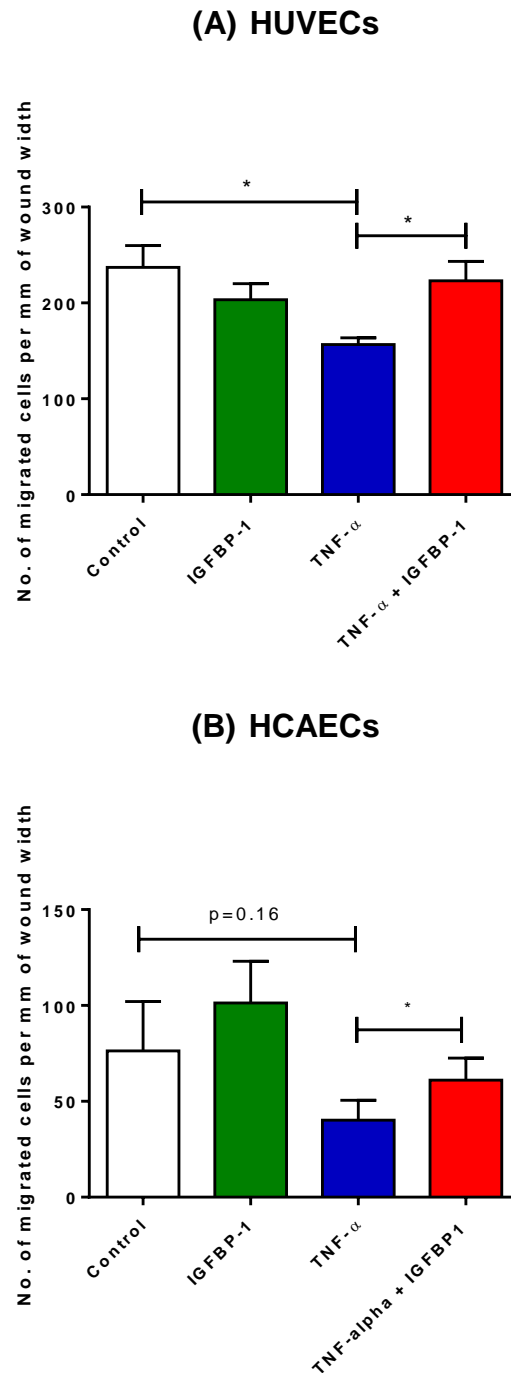 (A) HUVECs
No. of migrated cells per mm of wound width
*
*
300
200
100
0
Control
IGFBP-1
TNF-α
TNF-α + IGFBP-1
(B) HCAECs
No. of migrated cells per mm of wound width
p=0.16
*
150
100
50
0
Control
IGFBP-1
TNF-α
TNF-alpha + IGFBP1